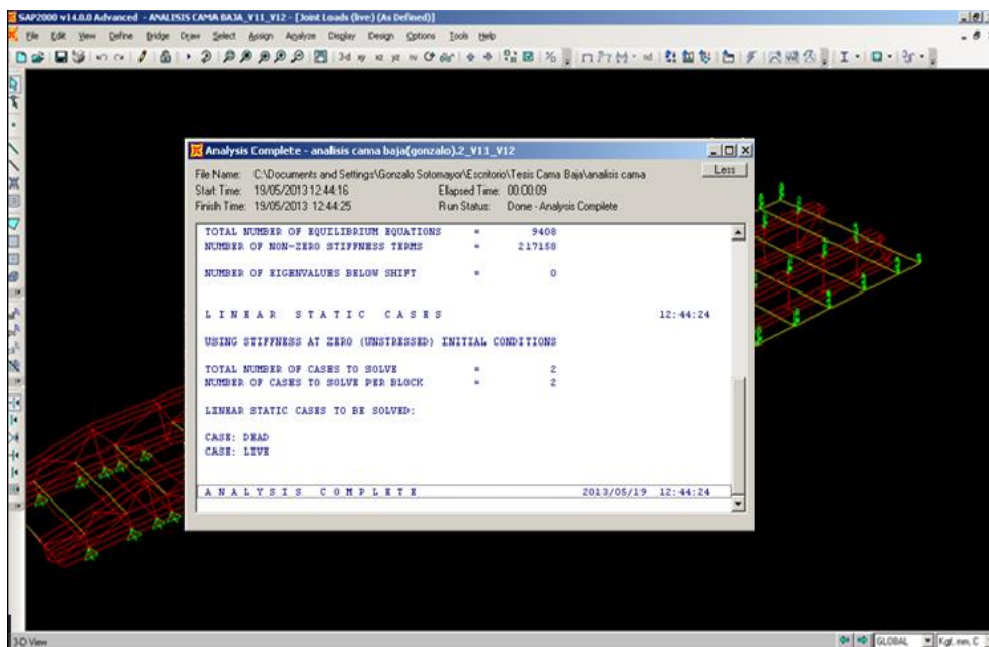 SAP2000 v14.0.0 Advanced - ANALISIS CAMA BAJA_V11_V12 - [Joint Loads (live) (As Defined)]
File Edit View Define Bridge Draw Select Assign Analyze Display Design Options Tools Help
3-d xy xz yz nv
Analysis Complete - analisis cama baja(gonzalo).2_V11_V12
File Name: C:\Documents and Settings\Gonzalo Sotomayor\Escritorio\Tesis Cama Baja\analisis cama
Less
Start Time: 19/05/2013 12:44:16 Ellapsed Time: 00:00:09
Finish Time: 19/05/2013 12:44:25 Run Status: Done - Analysis Complete
TOTAL NUMBER OF EQUILIBRIUM EQUATIONS = 9408
NUMBER OF NON-ZERO STIFFNESS TERMS = 217158
NUMBER OF EIGENVALUES BELOW SHIFT = 0
L I N E A R S T A T I C C A S E S 12:44:24
USING STIFFNESS AT ZERO (UNSTRESSED) INITIAL CONDITIONS
TOTAL NUMBER OF CASES TO SOLVE = 2
NUMBER OF CASES TO SOLVE PER BLOCK = 2
LINEAR STATIC CASES TO BE SOLVED:
CASE: DEAD
CASE: LIVE
A N A L Y S I S C O M P L E T E 2013/05/19 12:44:24
3-D View
GLOBAL
Kgf, mm, C